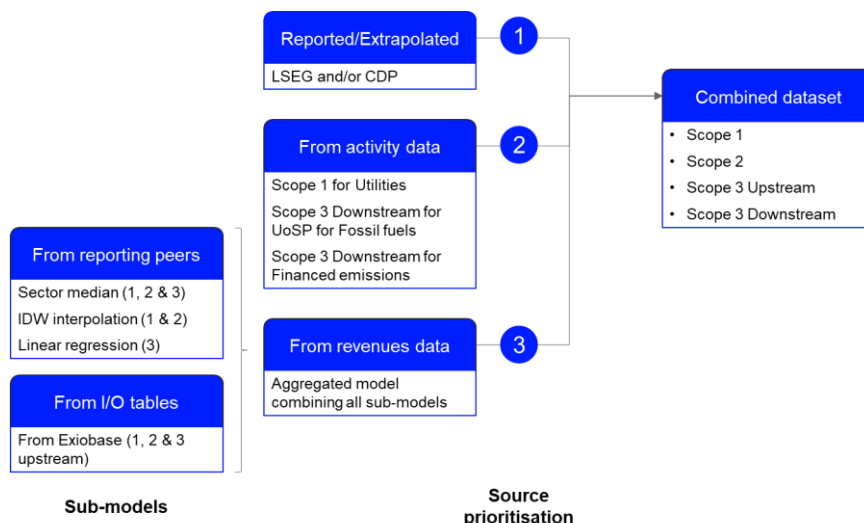 Reported/Extrapolated
LSEG and/or CDP
1
From activity data
Scope 1 for Utilities
Scope 3 Downstream for
UoSP for Fossil fuels
Scope 3 Downstream for
Financed emissions
2
From reporting peers
Sector median (1, 2 & 3)
IDW interpolation (1 & 2)
Linear regression (3)
From I/O tables
From Exiobase (1, 2 & 3
upstream)
From revenues data
Aggregated model
combining all sub-models
3
Combined dataset
• Scope 1
• Scope 2
• Scope 3 Upstream
• Scope 3 Downstream
Sub-models
Source
prioritisation